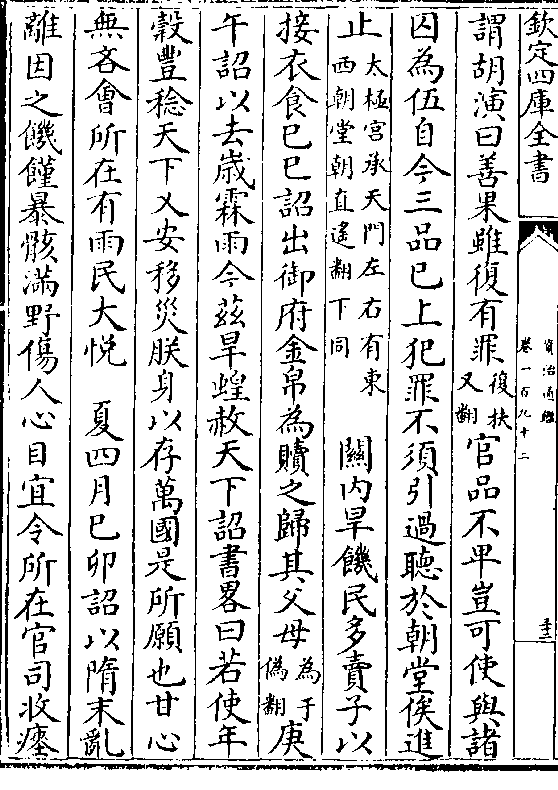 欽定四庫全書
資治通鑑
卷一百九十二
謂胡演曰善果雖復有罪復扶又翻官品不卑豈可使與諸
囚為伍自今三品已上犯罪不須引過聽於朝堂俟進
止太極宮承天門左右有東西朝堂朝直遥翻下同 關内旱饑民多賣子以
接衣食己巳詔出御府金帛為贖之歸其父母為于偽翻庚
午詔以去歲霖雨今兹旱蝗赦天下詔書畧曰若使年
穀豐稔天下乂安移災朕身以存萬國是所願也甘心
無吝會所在有雨民大悦 夏四月己卯詔以隋末亂
離因之饑饉暴骸滿野傷人心目宜令所在官司收瘞